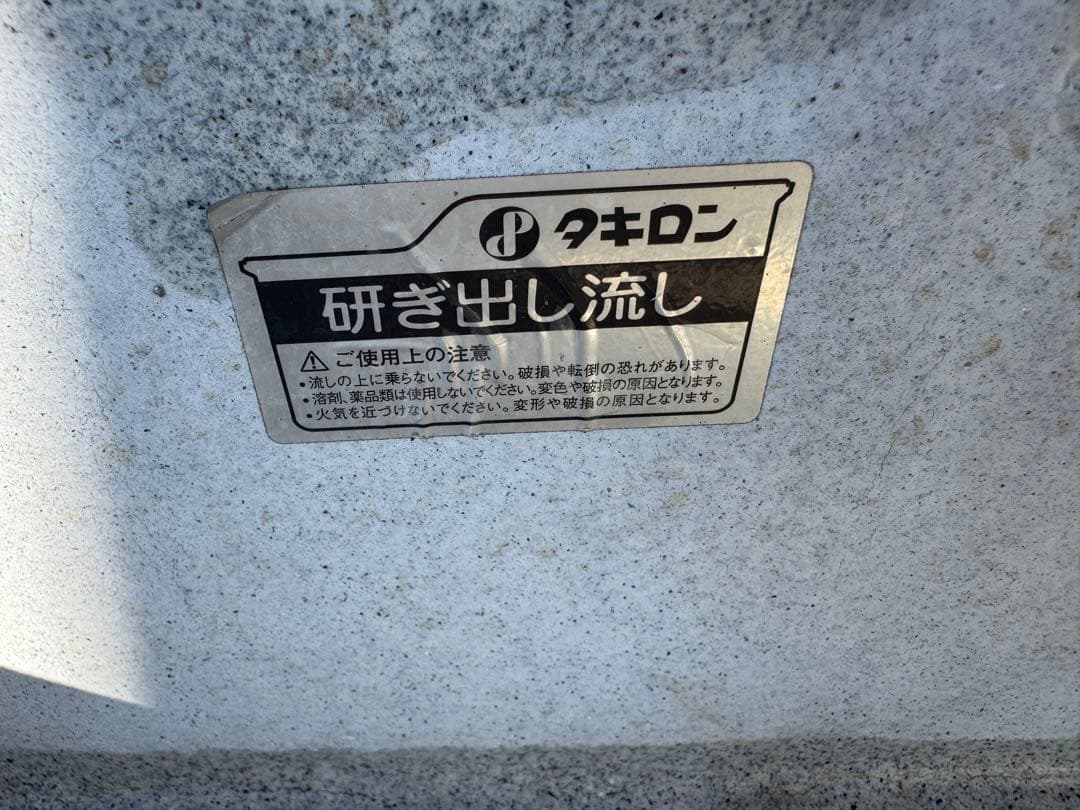 タキロン
研ぎ出し流し
⚠ご使用上の注意
•流しの上に乗らないでください。破損や転倒の恐れがあります。
•溶剤、薬品類は使用しないでください。変色や破損の原因となります。
•火気を近づけないでください。変形や破損の原因となります。